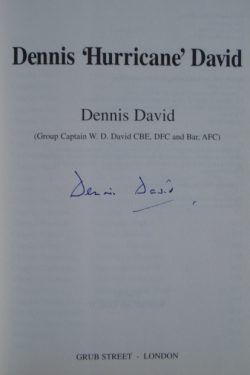 Dennis ‘Hurricane’ David
Dennis David
(Group Captain W. D. David CBE, DFC and Bar, AFC)
Dennis David
GRUB STREET · LONDON